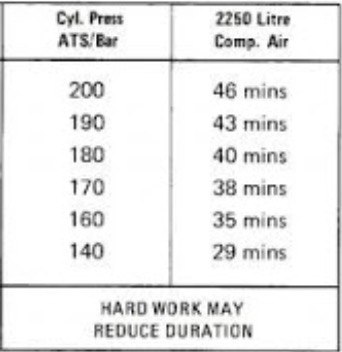 Cyl. Press 2250 Litre
ATS/Bar Comp. Air
200 46 mins
190 43 mins
180 40 mins
170 38 mins
160 35 mins
140 29 mins
HARD WORK MAY
REDUCE DURATION